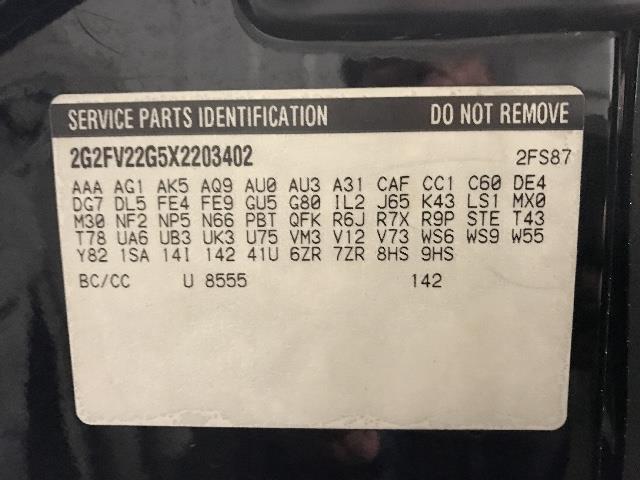 SERVICE PARTS IDENTIFICATION DO NOT REMOVE
2G2FV22G5X2203402 2FS87
AAA AG1 AK5 AQ9 AU0 AU3 A31 CAF CC1 C60 DE4
DG7 DL5 FE4 FE9 GU5 G80 IL2 J65 K43 LS1 MX0
M30 NF2 NP5 N66 PBT QFK R6J R7X R9P STE T43
T78 UA6 UB3 UK3 U75 VM3 V12 V73 WS6 WS9 W55
Y82 1SA 14I 142 41U 6ZR 7ZR 8HS 9HS
BC/CC U 8555 142